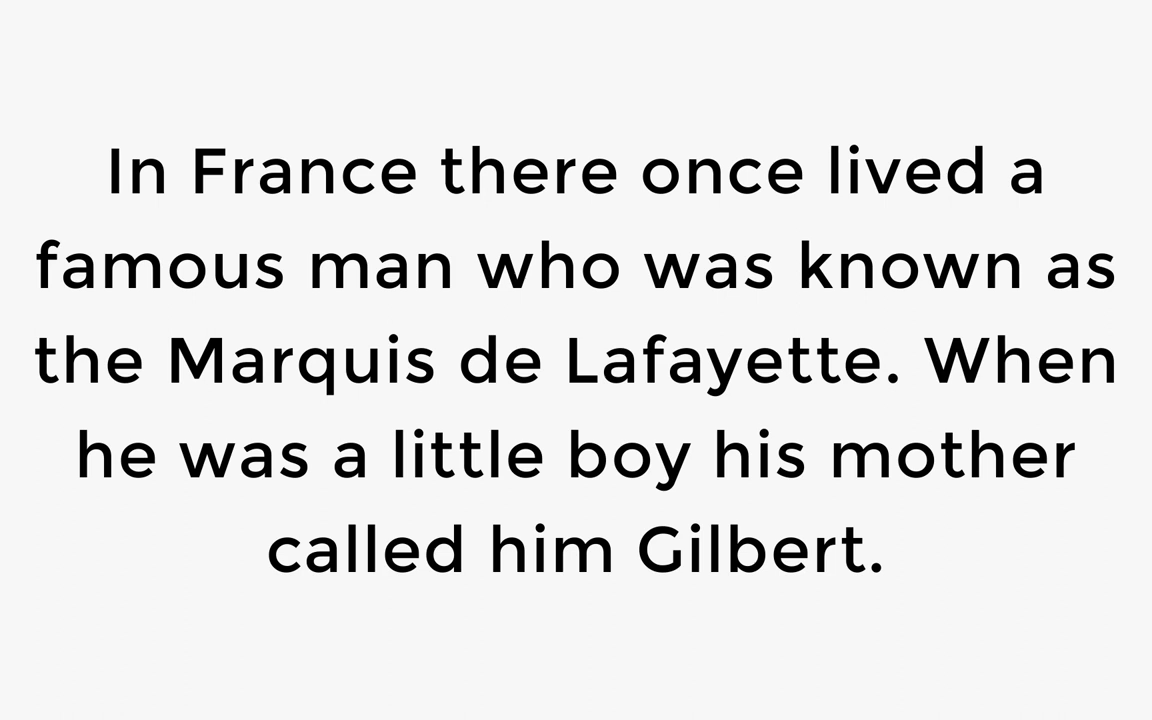 In France there once lived a
famous man who was known as
the Marquis de Lafayette. When
he was a little boy his mother
called him Gilbert.